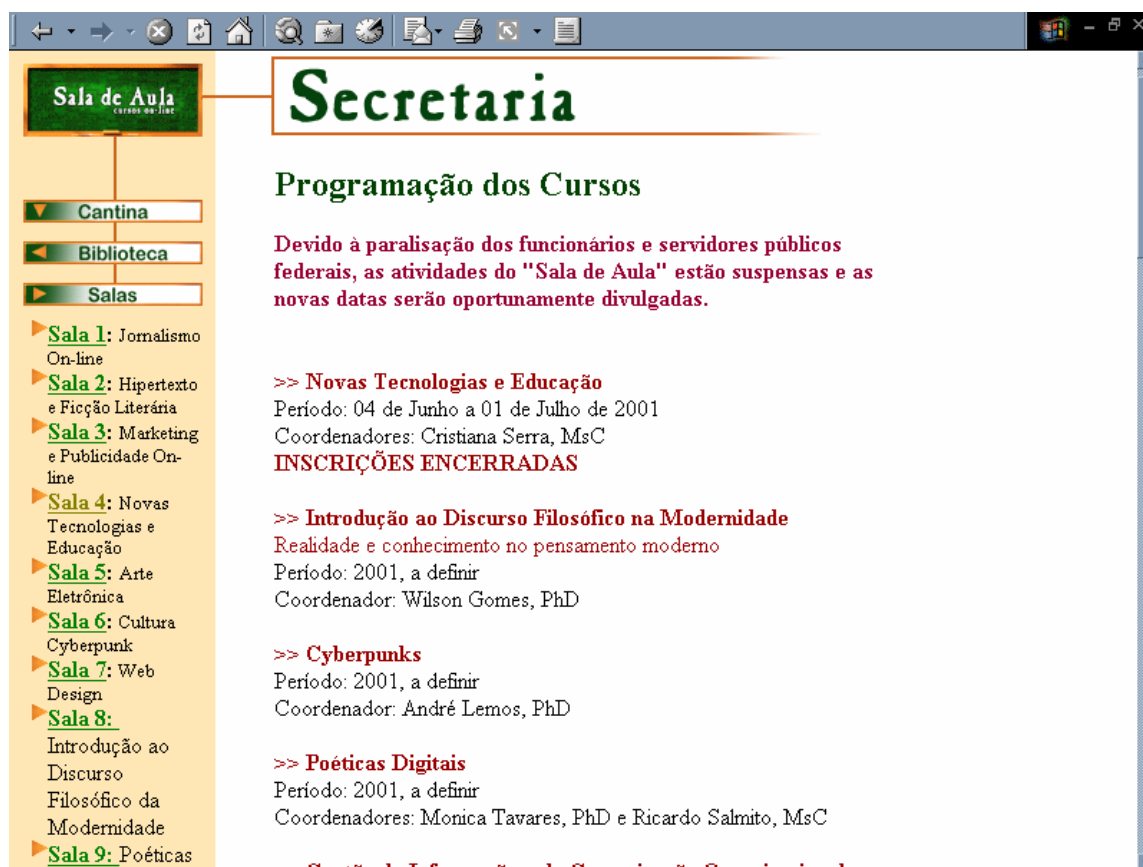 Sala de Aula
cursos on-line
Cantina
Biblioteca
Salas
Sala 1: Jornalismo
On-line
Sala 2: Hipertexto
e Ficção Literária
Sala 3: Marketing
e Publicidade On-
line
Sala 4: Novas
Tecnologias e
Educação
Sala 5: Arte
Eletrônica
Sala 6: Cultura
Cyberpunk
Sala 7: Web
Design
Sala 8:
Introdução ao
Discurso
Filosófico da
Modernidade
Sala 9: Poéticas
Secretaria
Programação dos Cursos
Devido à paralisação dos funcionários e servidores públicos
federais, as atividades do "Sala de Aula" estão suspensas e as
novas datas serão oportunamente divulgadas.
>> Novas Tecnologias e Educação
Período: 04 de Junho a 01 de Julho de 2001
Coordenadores: Cristiana Serra, MsC
INSCRIÇÕES ENCERRADAS
>> Introdução ao Discurso Filosófico na Modernidade
Realidade e conhecimento no pensamento moderno
Período: 2001, a definir
Coordenador: Wilson Gomes, PhD
>> Cyberpunks
Período: 2001, a definir
Coordenador: André Lemos, PhD
>> Poéticas Digitais
Período: 2001, a definir
Coordenadores: Monica Tavares, PhD e Ricardo Salmito, MsC